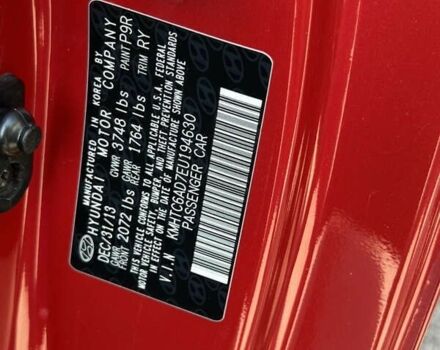 MANUFACTURED IN KOREA BY
HYUNDAI MOTOR COMPANY
DEC/31/13 GVWR 3748 lbs PAINT P9R
GAWR FRONT 2072 lbs GAWR REAR 1764 lbs TRIM RY
THIS VEHICLE CONFORMS TO ALL APPLICABLE U.S.A. FEDERAL
MOTOR VEHICLE SAFETY, BUMPER, AND THEFT PREVENTION STANDARDS
IN EFFECT ON THE DATE OF MANUFACTURE SHOWN ABOVE
V.I.N KMHTC6AD7EU194630
PASSENGER CAR